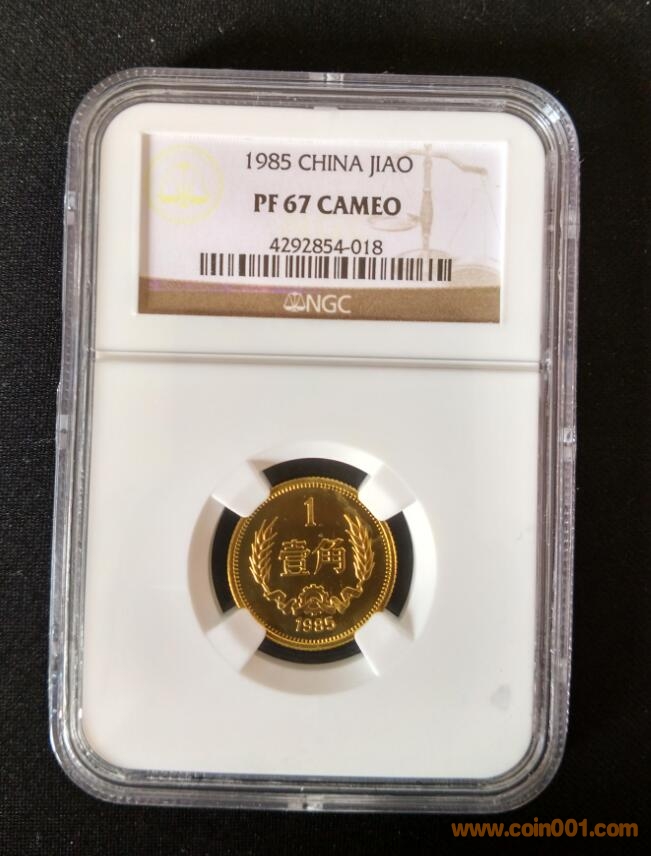 1985 CHINA JIAO
PF 67 CAMEO
4292854-018
NGC
1
壹角
1985
www.coin001.com